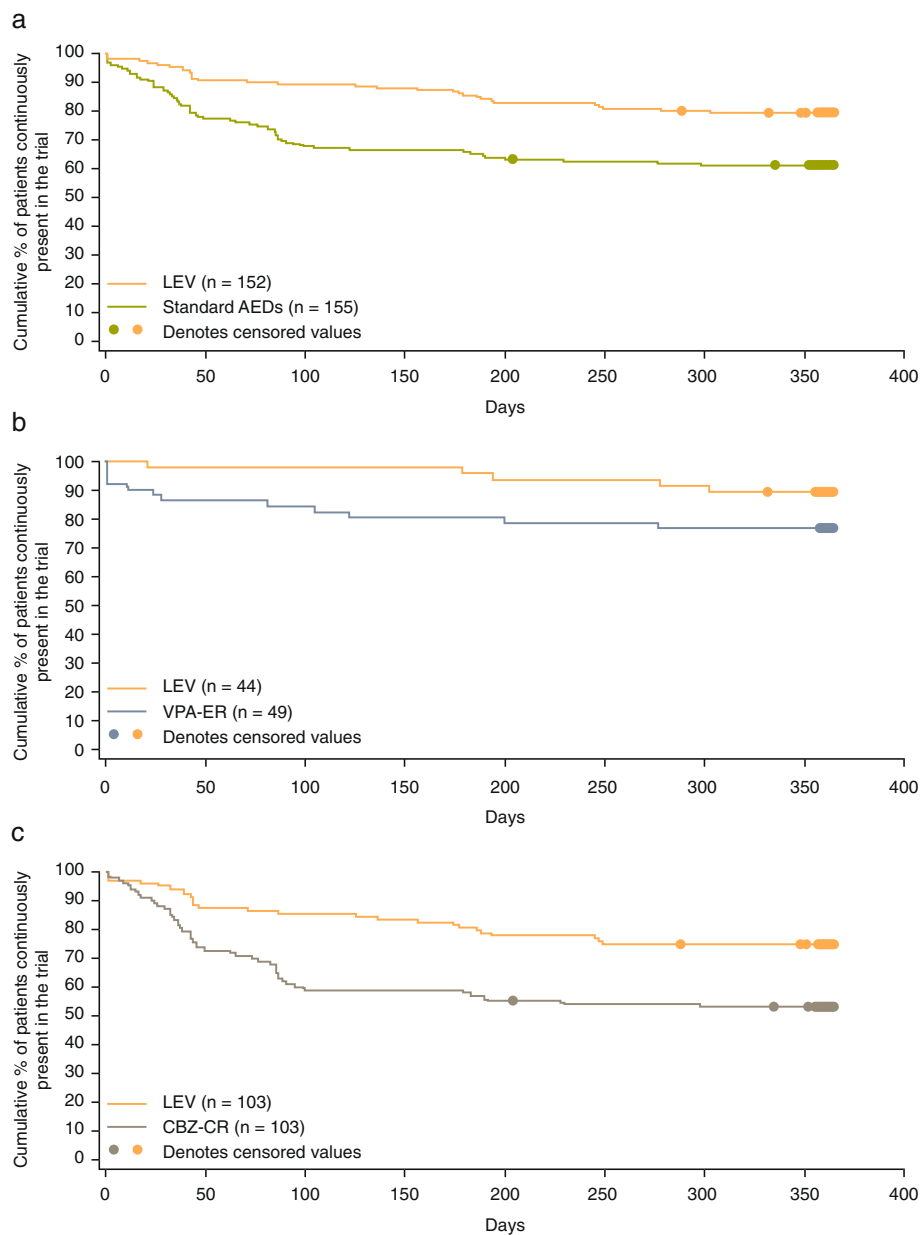 a
Cumulative % of patients continuously
present in the trial
100
90
80
70
60
50
40
30
20
10
0
LEV (n = 152)
Standard AEDs (n = 155)
Denotes censored values
0 50 100 150 200 250 300 350 400
Days
b
Cumulative % of patients continuously
present in the trial
100
90
80
70
60
50
40
30
20
10
0
LEV (n = 44)
VPA-ER (n = 49)
Denotes censored values
0 50 100 150 200 250 300 350 400
Days
c
Cumulative % of patients continuously
present in the trial
100
90
80
70
60
50
40
30
20
10
0
LEV (n = 103)
CBZ-CR (n = 103)
Denotes censored values
0 50 100 150 200 250 300 350 400
Days